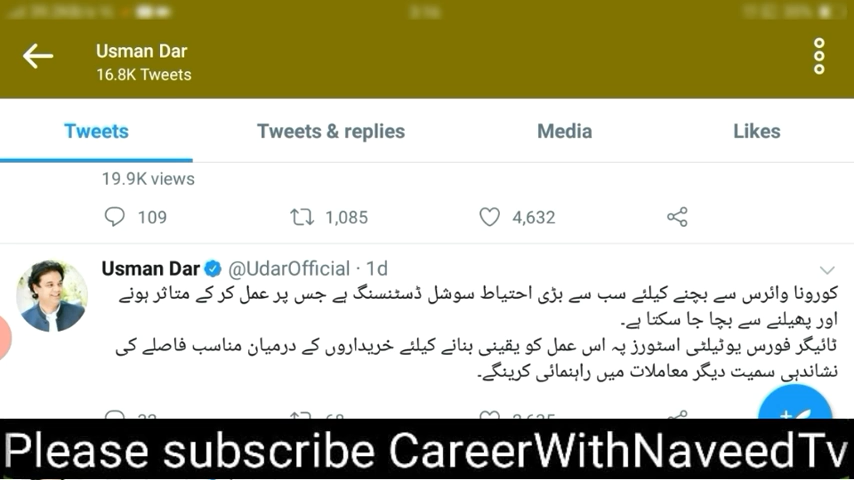 Usman Dar
16.8K Tweets
Tweets Tweets & replies Media Likes
19.9K views
109 1,085 4,632
Usman Dar @UdarOfficial · 1d
کورونا وائرس سے بچنے کیلئے سب سے بڑی احتیاط سوشل ڈسٹنسنگ ہے جس پر عمل کر کے متاثر ہونے
اور پھیلنے سے بچا جا سکتا ہے۔
ٹائیگر فورس یوٹیلٹی اسٹورز پہ اس عمل کو یقینی بنانے کیلئے خریداروں کے درمیان مناسب فاصلے کی
نشاندہی سمیت دیگر معاملات میں راہنمائی کرینگے۔
Please subscribe CareerWithNaveedTv